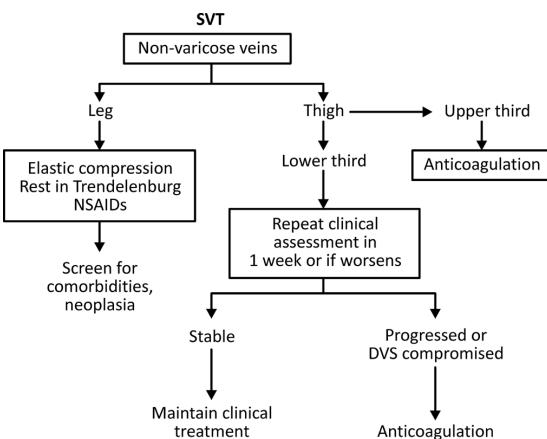 SVT
Non-varicose veins
Leg
Thigh
Upper third
Elastic compression
Rest in Trendelenburg
NSAIDs
Lower third
Anticoagulation
Repeat clinical
assessment in
1 week or if worsens
Screen for
comorbidities,
neoplasia
Stable
Progressed or
DVS compromised
Maintain clinical
treatment
Anticoagulation